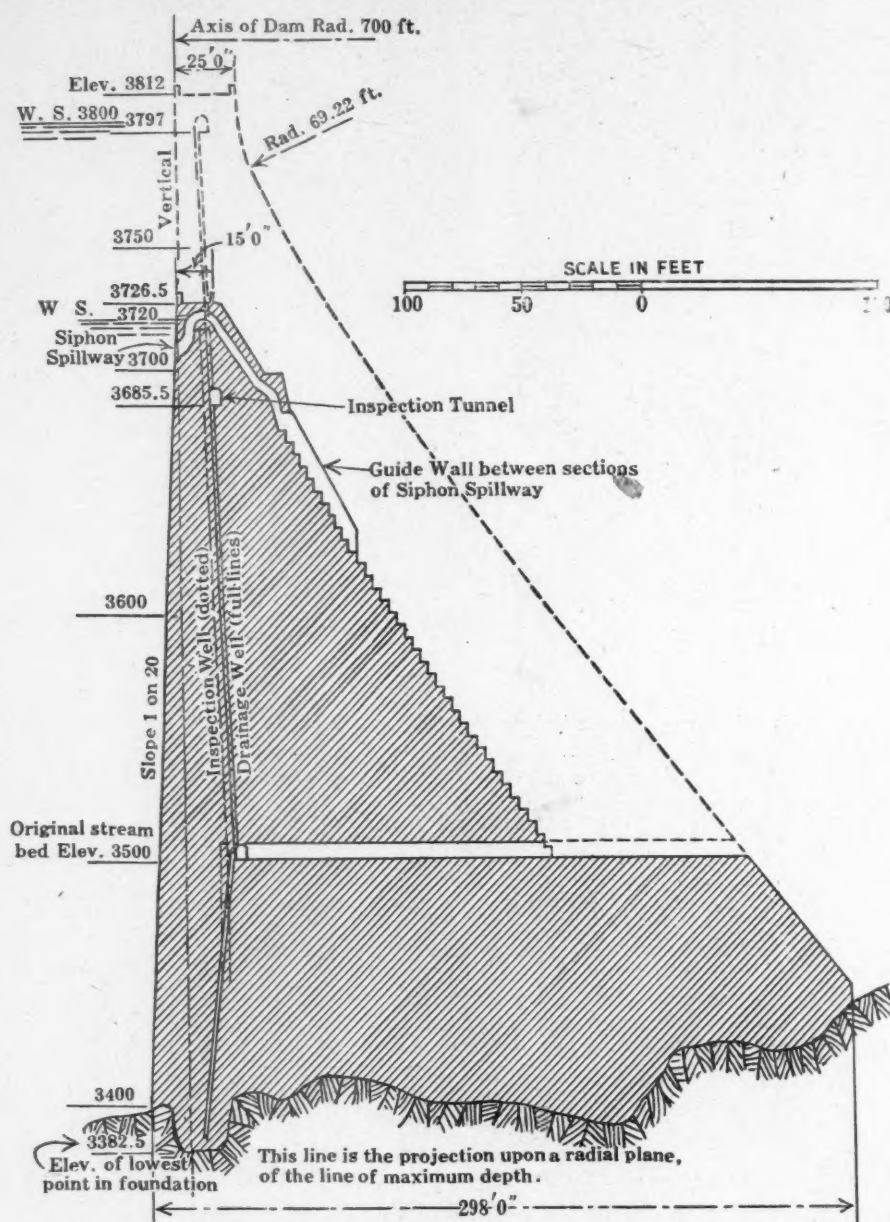 Axis of Dam Rad. 700 ft.
25'0"
Elev. 3812
W. S. 3800
3797
Rad. 69.22 ft.
Vertical
3750
15'0"
SCALE IN FEET
100 50 0
3726.5
W S.
3720
Siphon
Spillway
3700
3685.5
Inspection Tunnel
Guide Wall between sections
of Siphon Spillway
3600
Slope 1 on 20
Inspection Well (dotted)
Drainage Well (full lines)
Original stream
bed Elev. 3500
3400
3382.5
Elev. of lowest
point in foundation
This line is the projection upon a radial plane,
of the line of maximum depth.
298'0"